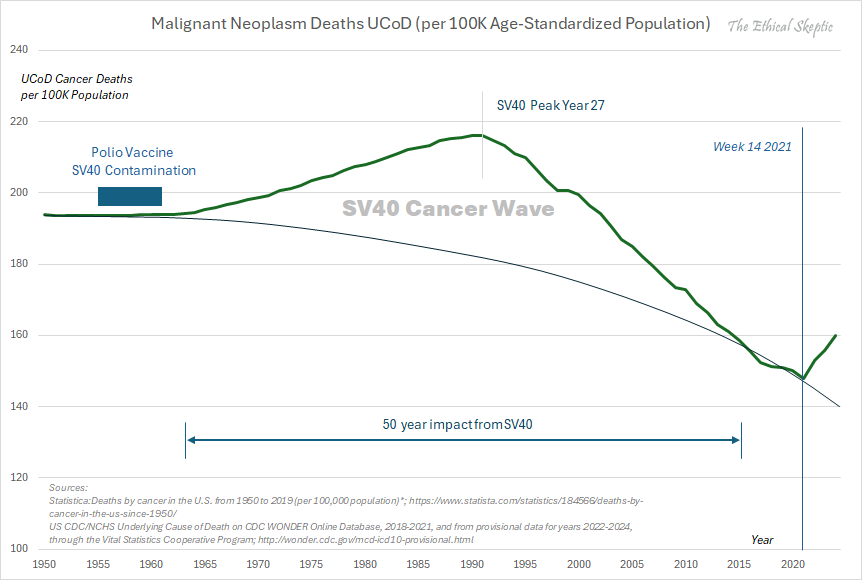 Malignant Neoplasm Deaths UCoD (per 100K Age-Standardized Population)
The Ethical Skeptic
240
UCoD Cancer Deaths
per 100K Population
SV40 Peak Year 27
220
Polio Vaccine
SV40 Contamination
Week 14 2021
200
SV40 Cancer Wave
180
160
140
50 year impact from SV40
120
Sources:
Statistica: Deaths by cancer in the U.S. from 1950 to 2019 (per 100,000 population)*; https://www.statista.com/statistics/184566/deaths-by-
cancer-in-the-us-since-1950/
US CDC/NCHS Underlying Cause of Death on CDC WONDER Online Database, 2018-2021, and from provisional data for years 2022-2024,
through the Vital Statistics Cooperative Program; http://wonder.cdc.gov/mcd-icd10-provisional.html
Year
100
1950 1955 1960 1965 1970 1975 1980 1985 1990 1995 2000 2005 2010 2015 2020